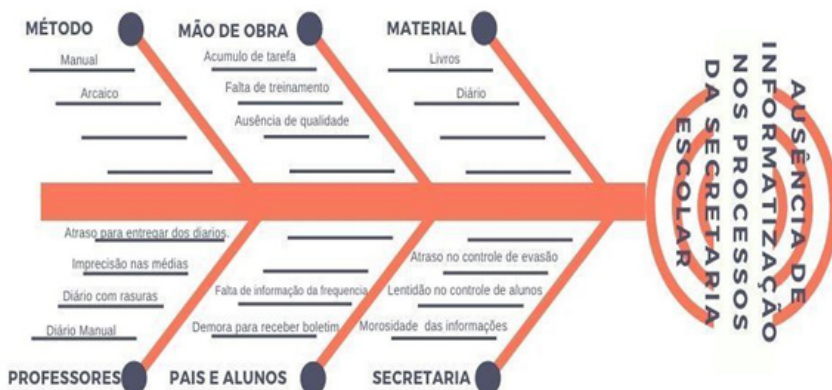 MÉTODO
Manual
Arcaico
MÃO DE OBRA
Acumulo de tarefa
Falta de treinamento
Ausência de qualidade
MATERIAL
Livros
Diário
Atraso para entregar dos diarios.
Imprecisão nas médias
Diário com rasuras
Diário Manual
PROFESSORES
Falta de informação da frequencia
Demora para receber boletim
PAIS E ALUNOS
Atraso no controle de evasão
Lentidão no controle de alunos
Morosidade das informações
SECRETARIA
AUSÊNCIA DE
INFORMATIZAÇÃO
NOS PROCESSOS
DA SECRETARIA
ESCOLAR